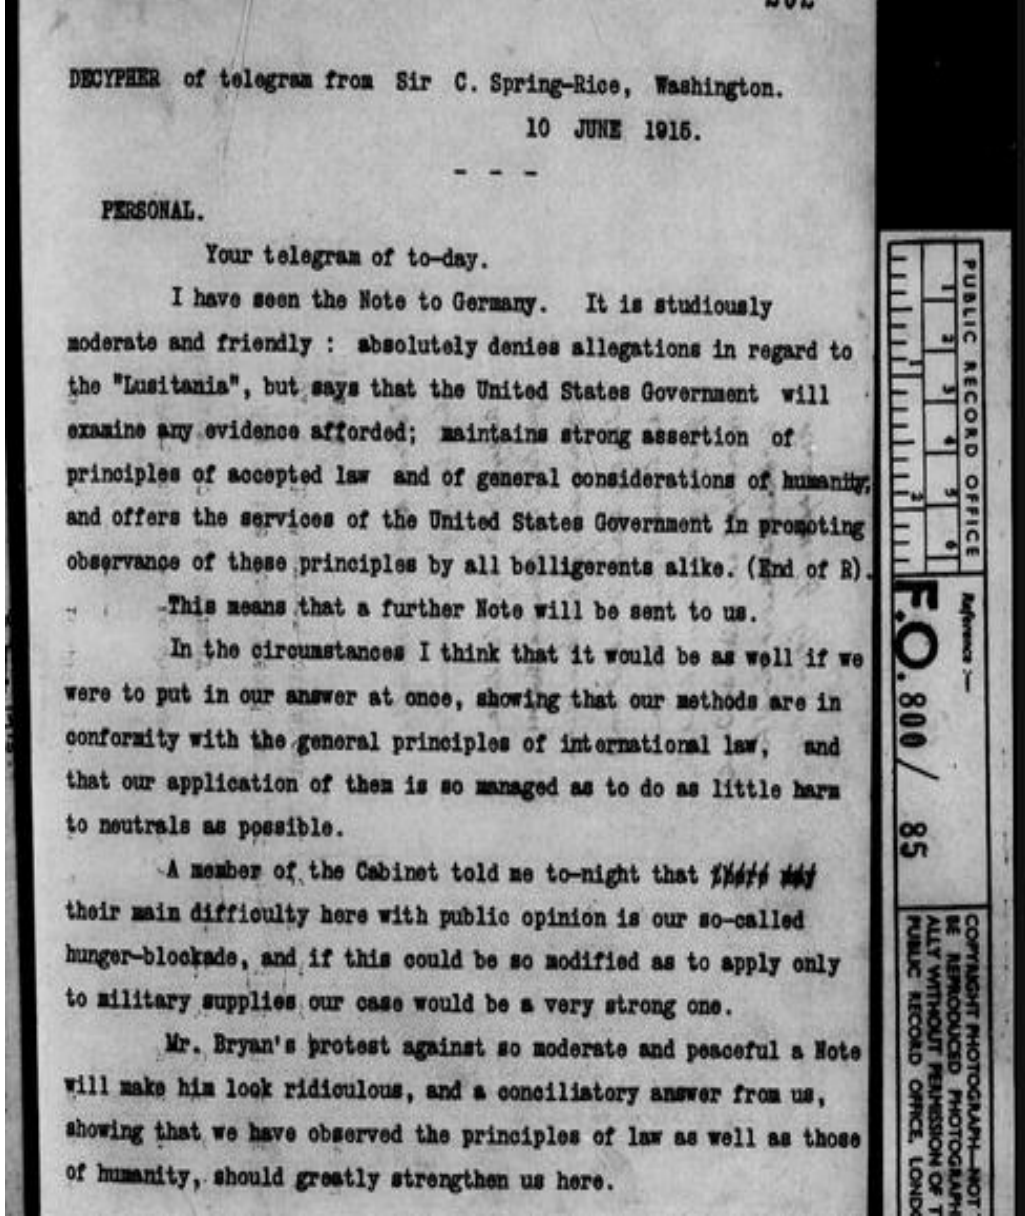 DECYPHER of telegram from Sir C. Spring-Rice, Washington.
10 JUNE 1915.
- - -
PERSONAL.
Your telegram of to-day.
I have seen the Note to Germany. It is studiously
moderate and friendly : absolutely denies allegations in regard to
the "Lusitania", but says that the United States Government will
examine any evidence afforded; maintains strong assertion of
principles of accepted law and of general considerations of humanity,
and offers the services of the United States Government in promoting
observance of these principles by all belligerents alike. (End of R).
This means that a further Note will be sent to us.
In the circumstances I think that it would be as well if we
were to put in our answer at once, showing that our methods are in
conformity with the general principles of international law, and
that our application of them is so managed as to do as little harm
to neutrals as possible.
A member of the Cabinet told me to-night that
their main difficulty here with public opinion is our so-called
hunger-blockade, and if this could be so modified as to apply only
to military supplies our case would be a very strong one.
Mr. Bryan's protest against so moderate and peaceful a Note
will make him look ridiculous, and a conciliatory answer from us,
showing that we have observed the principles of law as well as those
of humanity, should greatly strengthen us here.
PUBLIC RECORD OFFICE
1 2 3 4 5 6
1 2
Reference :-
F.O. 800 / 85
COPYRIGHT PHOTOGRAPH-NOT
BE REPRODUCED PHOTOGRAPH
ALLY WITHOUT PERMISSION OF
PUBLIC RECORD OFFICE,